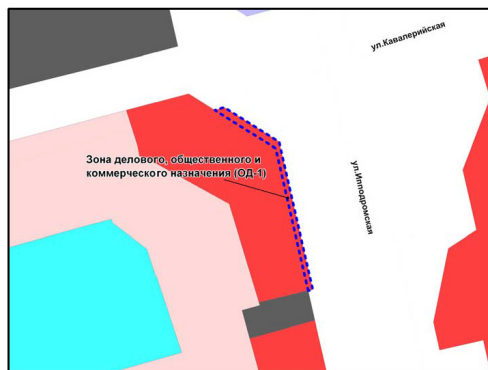 ул.Кавалерийская
Зона делового, общественного и
коммерческого назначения (ОД-1)
ул.Ипподромская